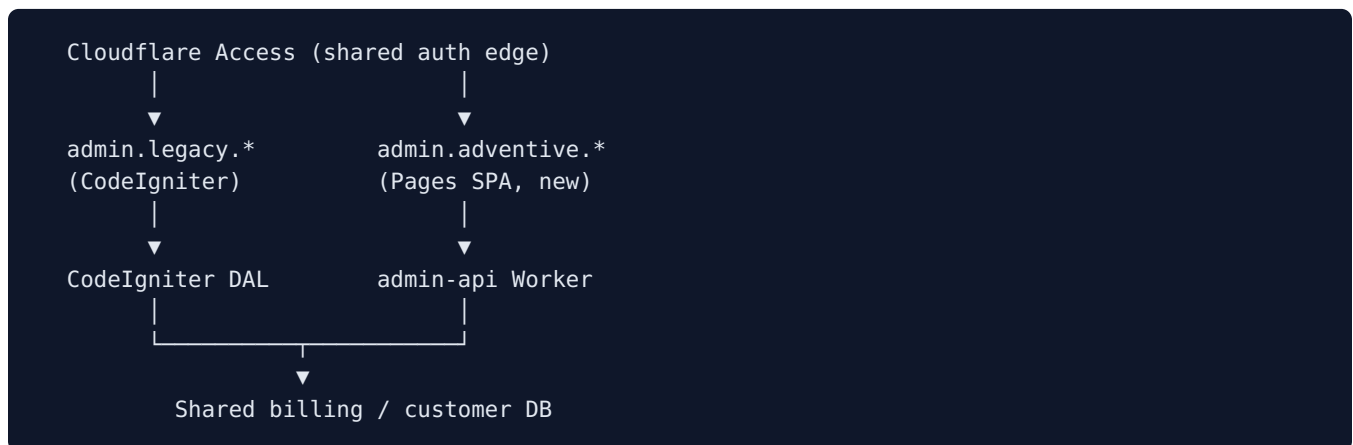 Cloudflare Access (shared auth edge)
admin.legacy.* admin.adventive.*
(CodeIgniter) (Pages SPA, new)
CodeIgniter DAL admin-api Worker
Shared billing / customer DB